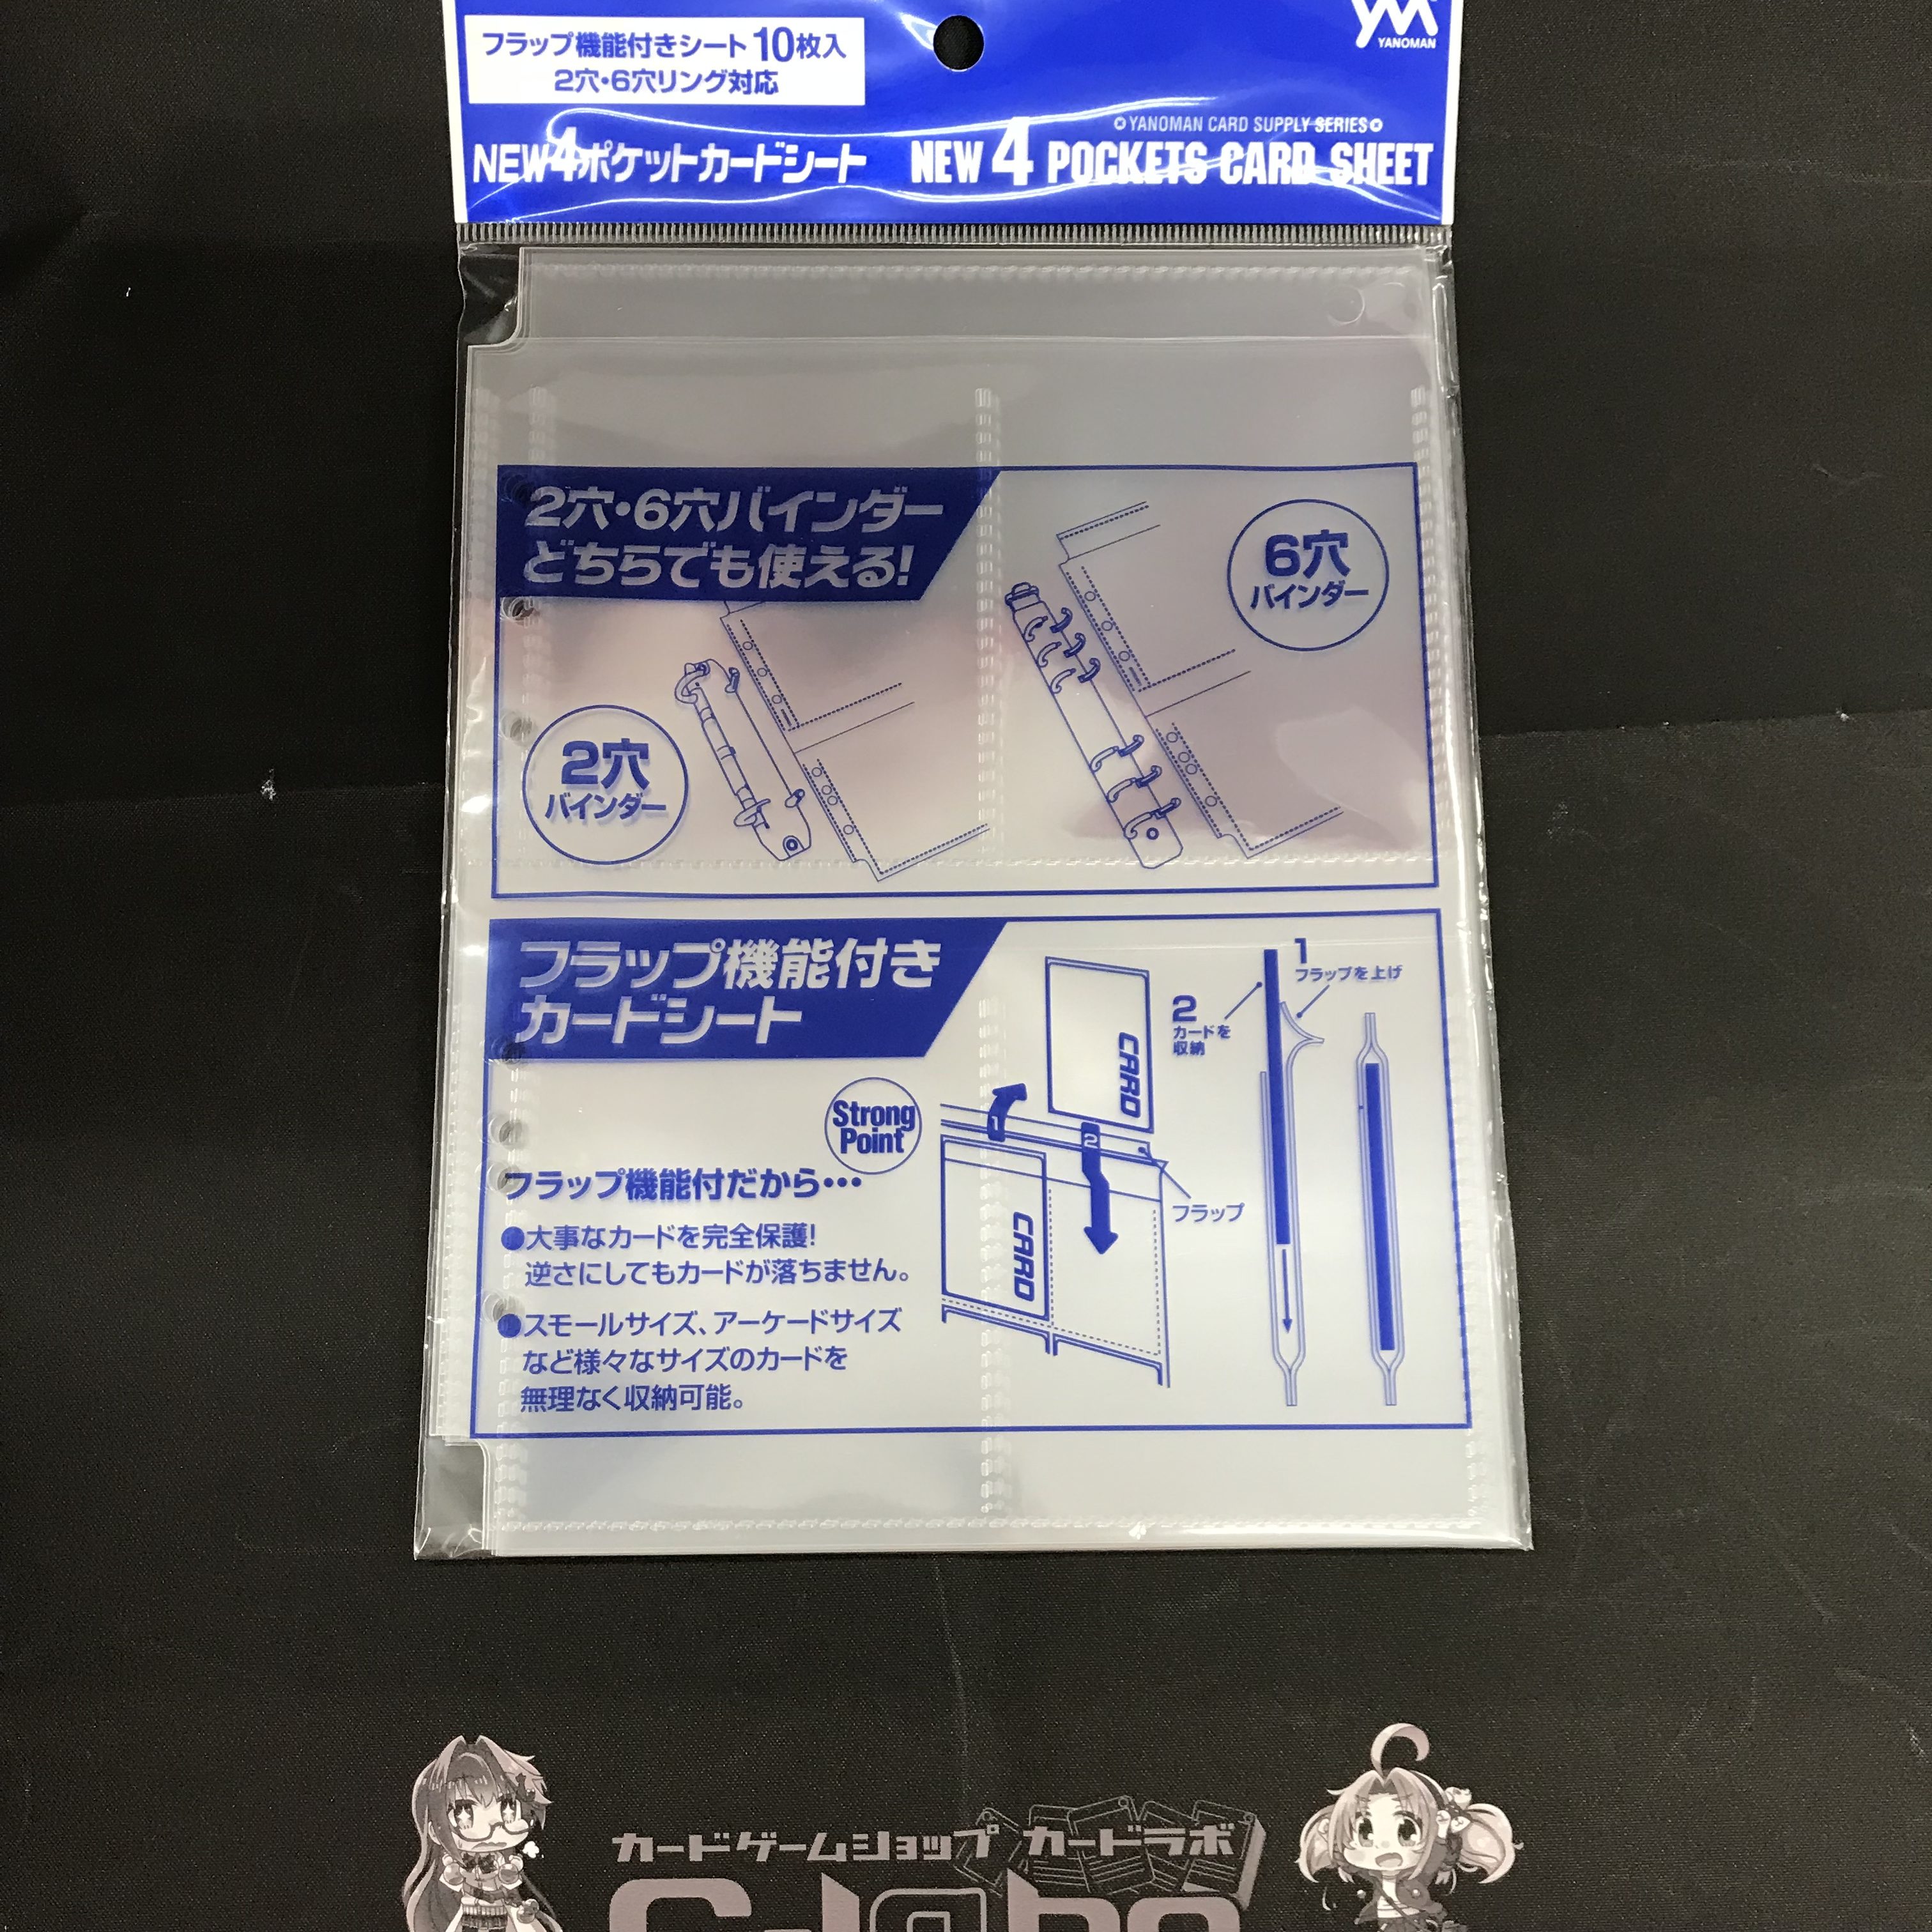 フラップ機能付きシート10枚入
2穴・6穴リング対応
YM
YANOMAN
YANOMAN CARD SUPPLY SERIES
NEW4ポケットカードシート NEW 4 POCKETS CARD SHEET
2穴・6穴バインダー
どちらでも使える!
6穴
バインダー
2穴
バインダー
フラップ機能付き
カードシート
1
フラップを上げ
2
カードを
収納
CARD
1
2
フラップ
CARD
Strong
Point
フラップ機能付だから…
●大事なカードを完全保護!
逆さにしてもカードが落ちません。
●スモールサイズ、アーケードサイズ
など様々なサイズのカードを
無理なく収納可能。
カードゲームショップ カードラボ
C-labo